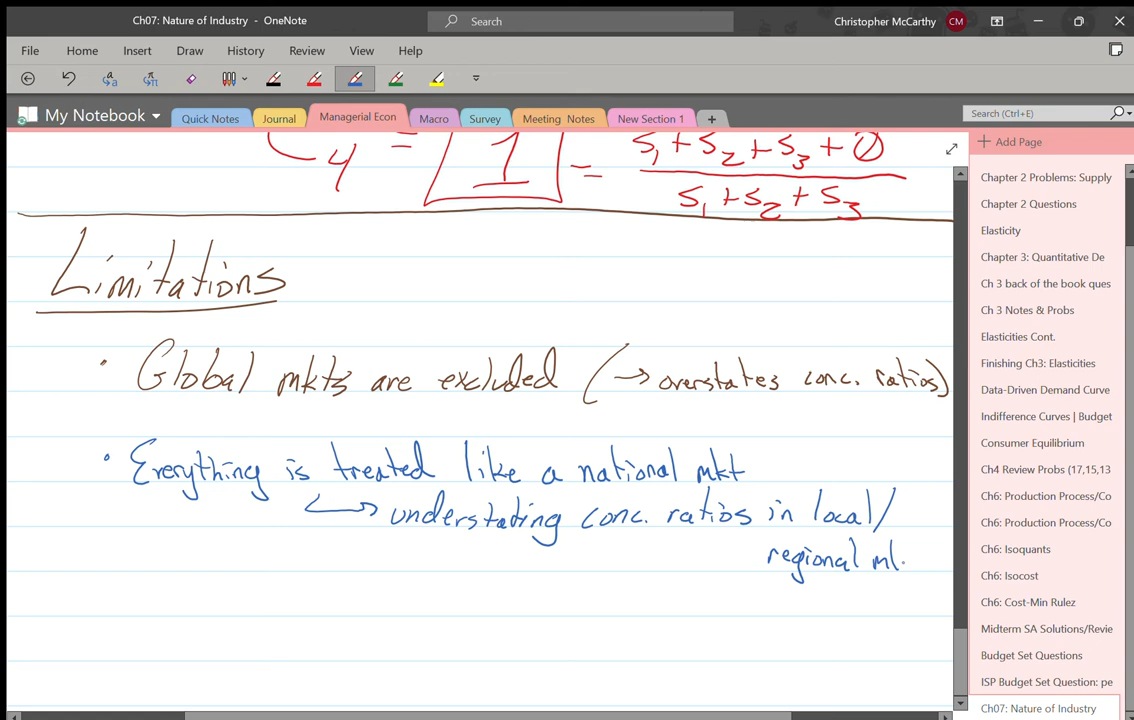 Ch07: Nature of Industry - OneNote
Search
Christopher McCarthy
CM
File Home Insert Draw History Review View Help
My Notebook
Quick Notes
Journal
Managerial Econ
Macro
Survey
Meeting Notes
New Section 1
Search (Ctrl+E)
4 = 1 = S1 + S2 + S3 + 0
S1 + S2 + S3
Limitations
• Global mkts are excluded (→ overstates conc. ratios)
• Everything is treated like a national mkt
↪ understating conc. ratios in local/
regional
Add Page
Chapter 2 Problems: Supply
Chapter 2 Questions
Elasticity
Chapter 3: Quantitative De
Ch 3 back of the book ques
Ch 3 Notes & Probs
Elasticities Cont.
Finishing Ch3: Elasticities
Data-Driven Demand Curve
Indifference Curves | Budget
Consumer Equilibrium
Ch4 Review Probs (17,15,13
Ch6: Production Process/Co
Ch6: Production Process/Co
Ch6: Isoquants
Ch6: Isocost
Ch6: Cost-Min Rulez
Midterm SA Solutions/Revie
Budget Set Questions
ISP Budget Set Question: pe
Ch07: Nature of Industry